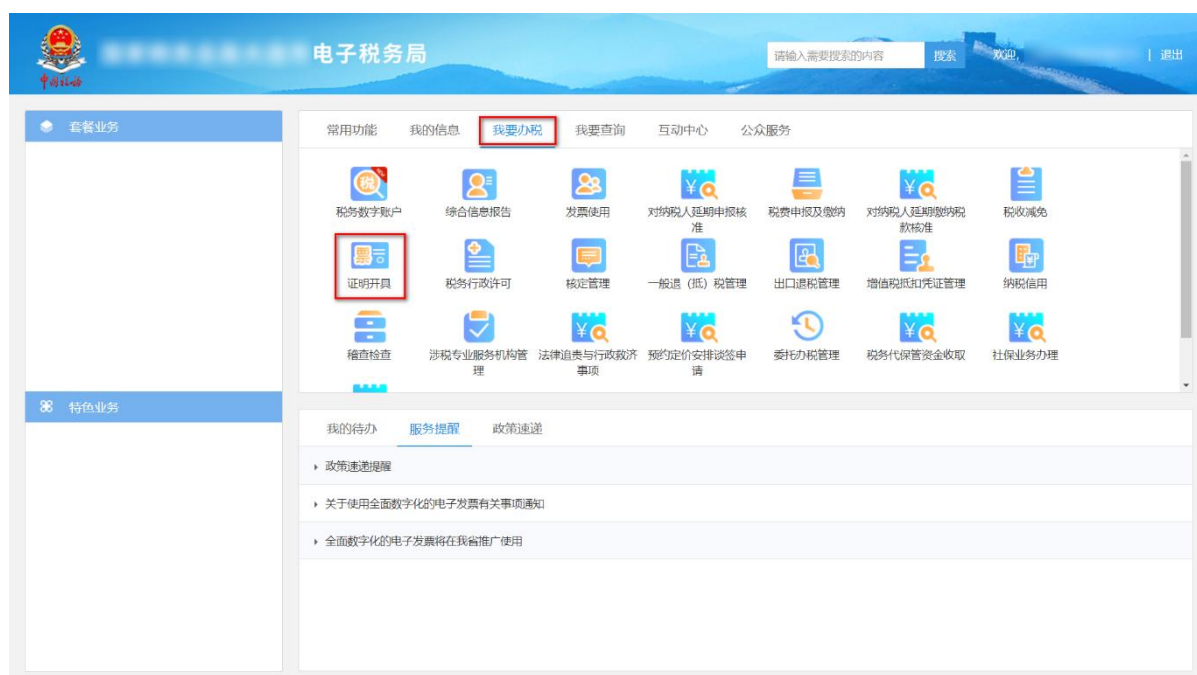 中国税务
电子税务局
请输入需要搜索的内容
搜索
欢迎,
| 退出
套餐业务
常用功能 我的信息 我要办税 我要查询 互动中心 公众服务
税务数字账户 综合信息报告 发票使用 对纳税人延期申报核 税费申报及缴纳 对纳税人延期缴纳税 税收减免
准 款核准
证明开具 税务行政许可 核定管理 一般退（抵）税管理 出口退税管理 增值税抵扣凭证管理 纳税信用
稽查检查 涉税专业服务机构管 法律追责与行政救济 预约定价安排谈签申 委托办税管理 税务代保管资金收取 社保业务办理
理 事项 请
特色业务
我的待办 服务提醒 政策速递
政策速递提醒
关于使用全面数字化的电子发票有关事项通知
全面数字化的电子发票将在我省推广使用